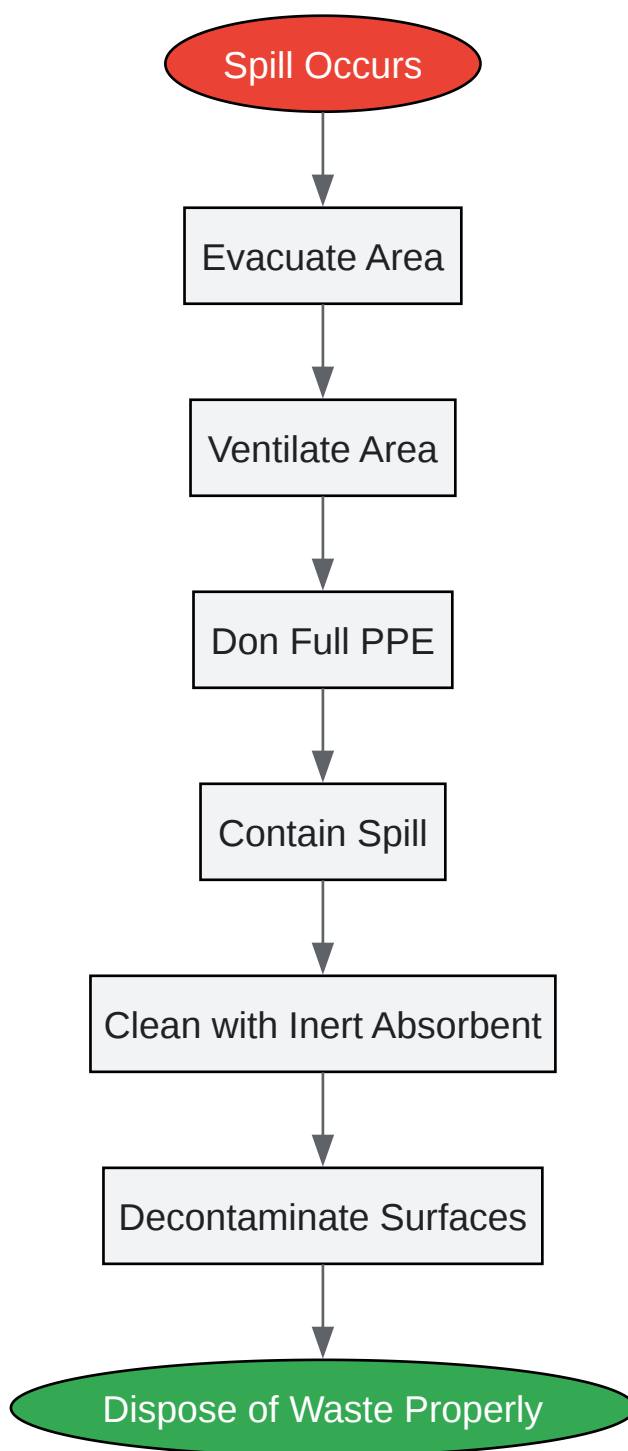 Spill Occurs
Evacuate Area
Ventilate Area
Don Full PPE
Contain Spill
Clean with Inert Absorbent
Decontaminate Surfaces
Dispose of Waste Properly